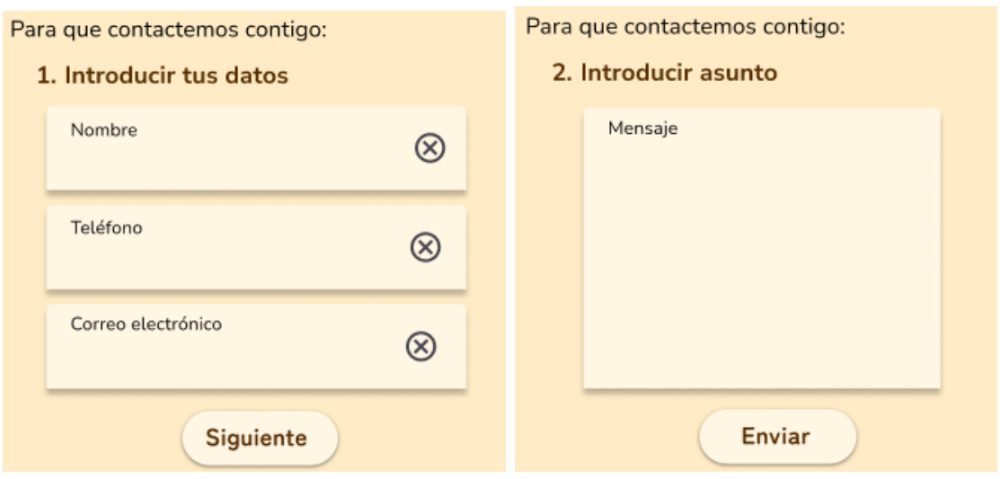 Para que contactemos contigo:
1. Introducir tus datos
Nombre
Teléfono
Correo electrónico
Siguiente
Para que contactemos contigo:
2. Introducir asunto
Mensaje
Enviar